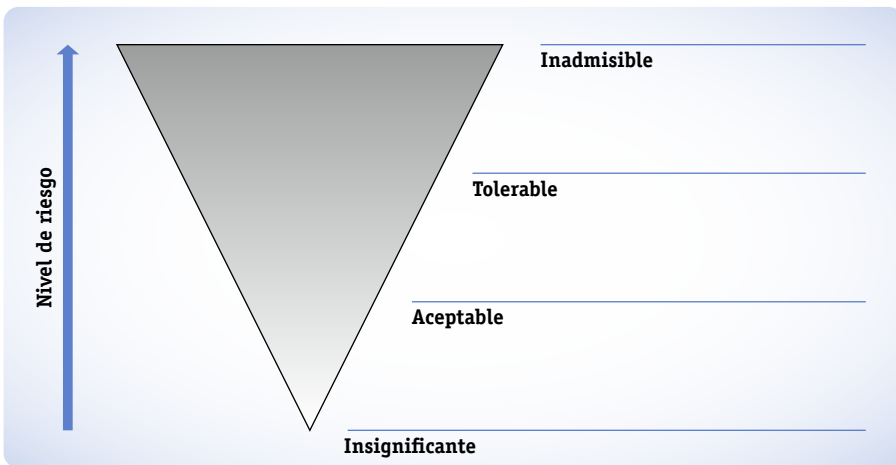 Nivel de riesgo
Inadmisible
Tolerable
Aceptable
Insignificante